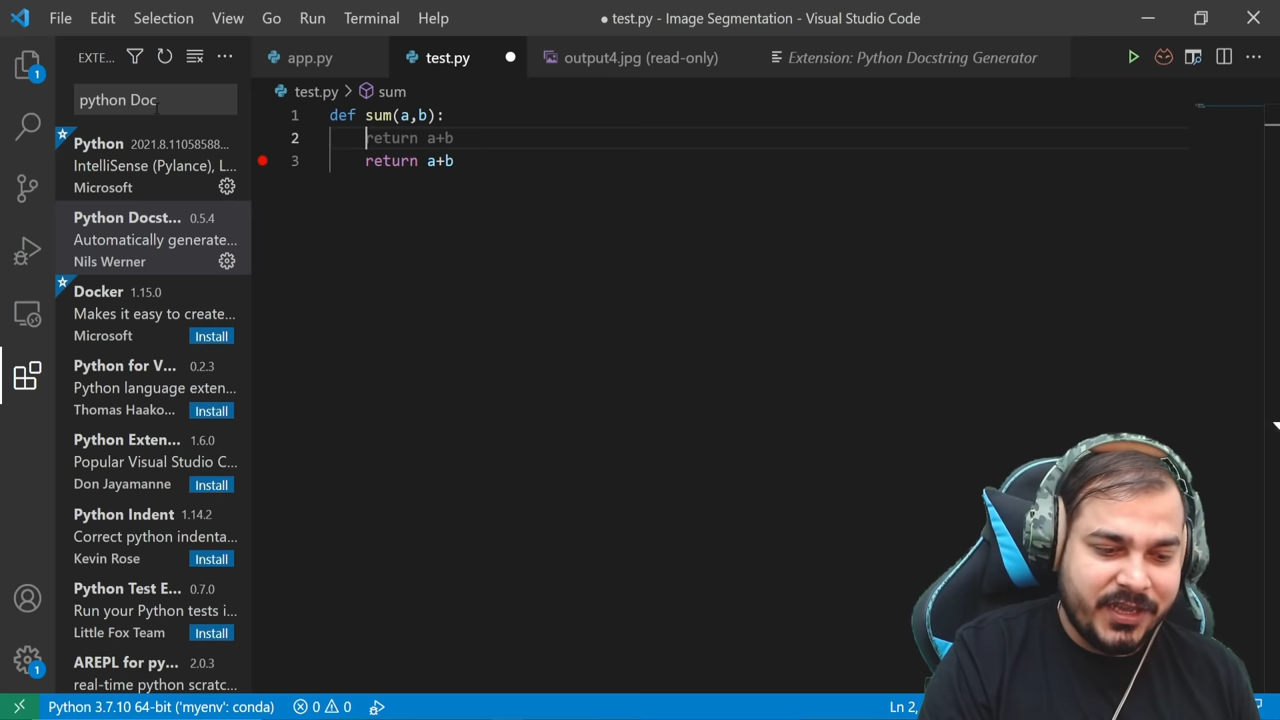 File Edit Selection View Go Run Terminal Help ● test.py - Image Segmentation - Visual Studio Code
EXTE...
app.py test.py output4.jpg (read-only) Extension: Python Docstring Generator
1
python Doc
test.py > sum
1 def sum(a,b):
2 return a+b
3 return a+b
Python 2021.8.11058588...
IntelliSense (Pylance), L...
Microsoft
Python Docst... 0.5.4
Automatically generate...
Nils Werner
Docker 1.15.0
Makes it easy to create...
Microsoft Install
Python for V... 0.2.3
Python language exten...
Thomas Haako... Install
Python Exten... 1.6.0
Popular Visual Studio C...
Don Jayamanne Install
Python Indent 1.14.2
Correct python indenta...
Kevin Rose Install
Python Test E... 0.7.0
Run your Python tests i...
Little Fox Team Install
AREPL for py... 2.0.3
real-time python scratc...
1
Python 3.7.10 64-bit ('myenv': conda) 0 0 Ln 2,